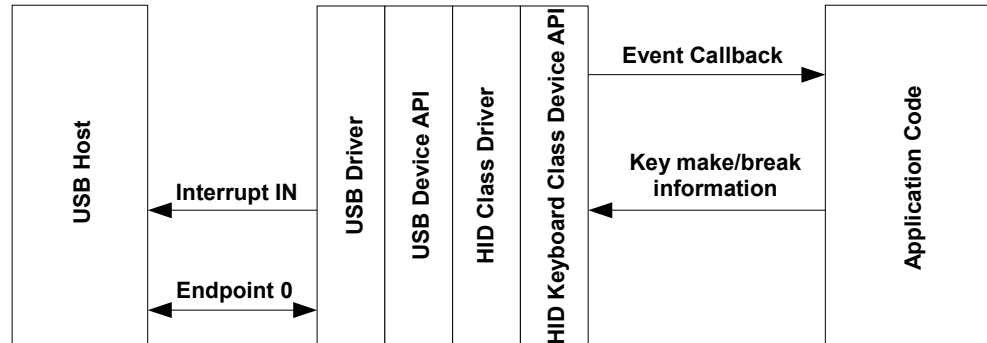 USB Host
Interrupt IN
Endpoint 0
USB Driver
USB Device API
HID Class Driver
HID Keyboard Class Device API
Event Callback
Key make/break
information
Application Code